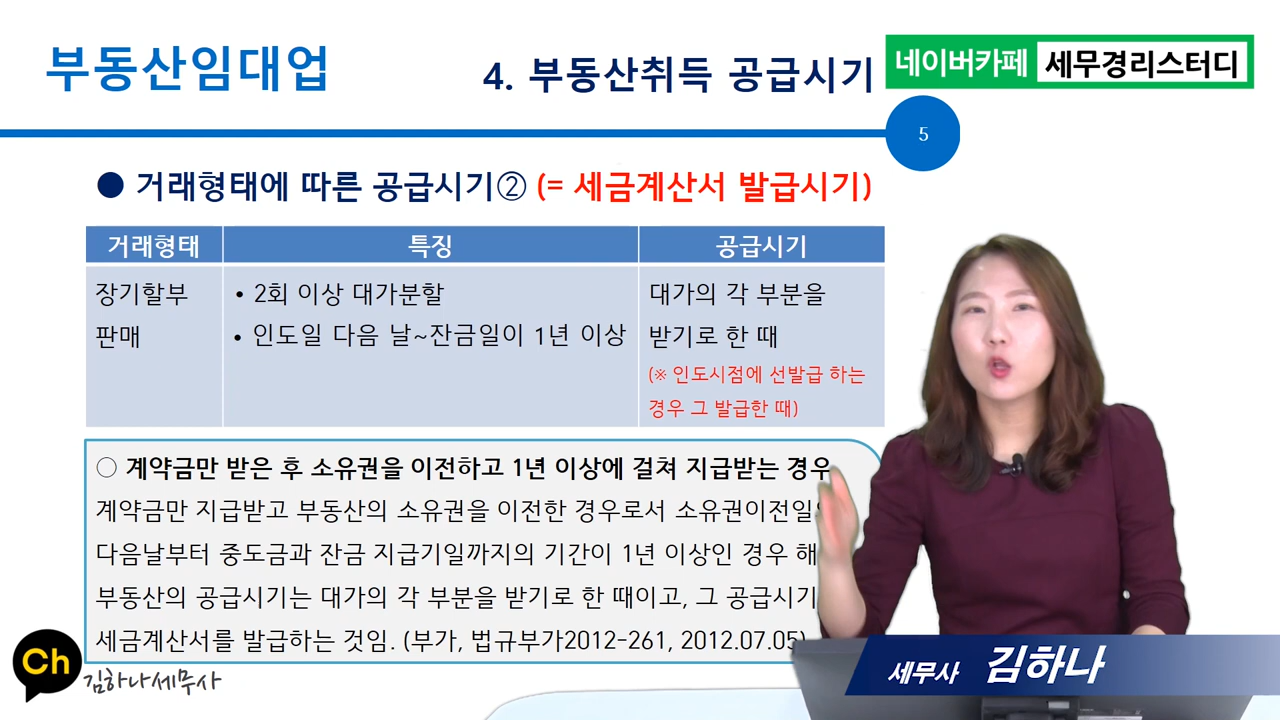 부동산임대업
4. 부동산취득 공급시기
네이버카페 세무경리스터디
5
● 거래형태에 따른 공급시기② (= 세금계산서 발급시기)
거래형태 특징 공급시기
장기할부 • 2회 이상 대가분할 대가의 각 부분을
판매 • 인도일 다음 날~잔금일이 1년 이상 받기로 한 때
(※ 인도시점에 선발급 하는
경우 그 발급한 때)
○ 계약금만 받은 후 소유권을 이전하고 1년 이상에 걸쳐 지급받는 경우
계약금만 지급받고 부동산의 소유권을 이전한 경우로서 소유권이전일의
다음날부터 중도금과 잔금 지급기일까지의 기간이 1년 이상인 경우 해
부동산의 공급시기는 대가의 각 부분을 받기로 한 때이고, 그 공급시기
세금계산서를 발급하는 것임. (부가, 법규부가2012-261, 2012.07.05)
Ch
김하나세무사
세무사 김하나